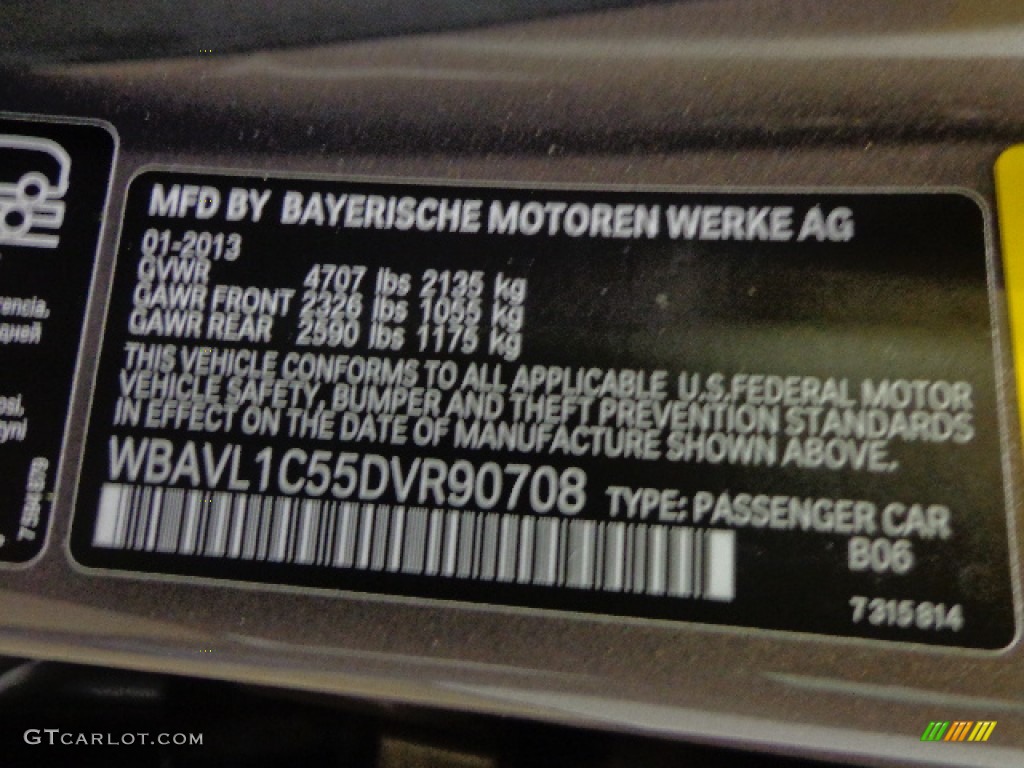 MFD BY BAYERISCHE MOTOREN WERKE AG
01-2013
GVWR 4707 lbs 2135 kg
GAWR FRONT 2326 lbs 1055 kg
GAWR REAR 2590 lbs 1175 kg
THIS VEHICLE CONFORMS TO ALL APPLICABLE U.S.FEDERAL MOTOR
VEHICLE SAFETY, BUMPER AND THEFT PREVENTION STANDARDS
IN EFFECT ON THE DATE OF MANUFACTURE SHOWN ABOVE.
WBAVL1C55DVR90708 TYPE: PASSENGER CAR
B06
7315814
GTCARLOT.COM